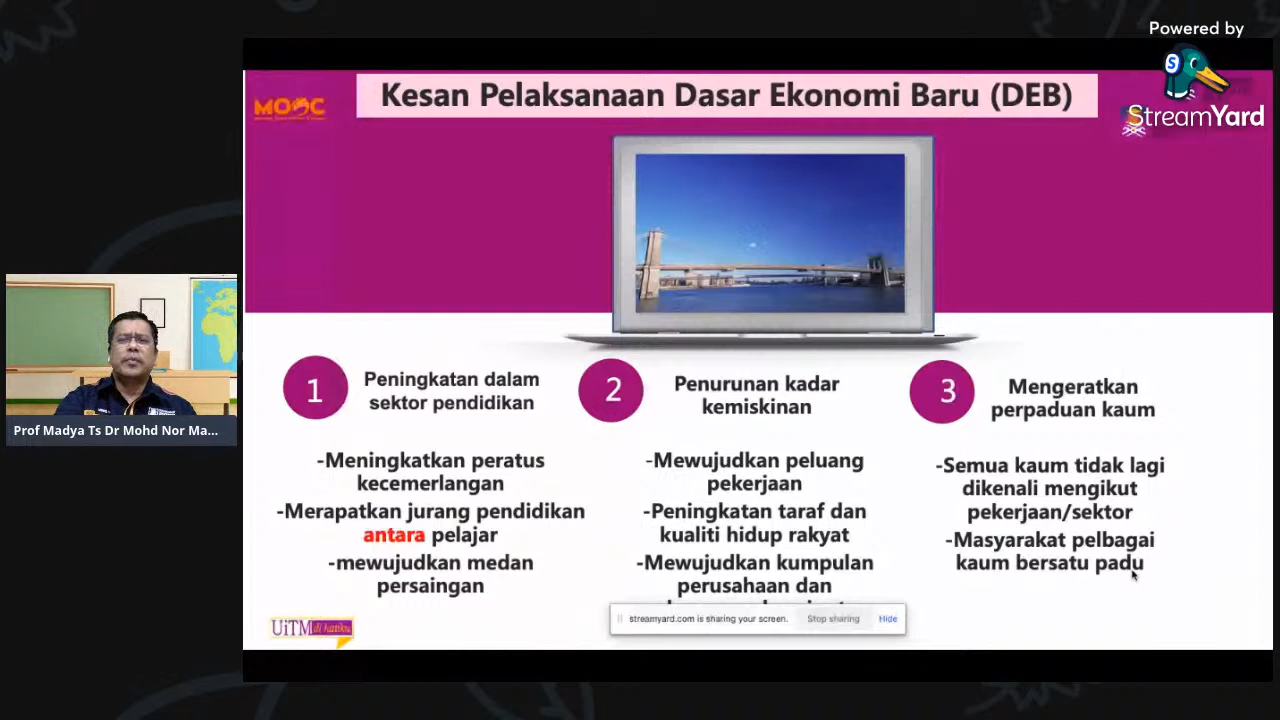 Powered by
StreamYard
MOOC
Kesan Pelaksanaan Dasar Ekonomi Baru (DEB)
1
Peningkatan dalam
sektor pendidikan
-Meningkatkan peratus
kecemerlangan
-Merapatkan jurang pendidikan
antara pelajar
-mewujudkan medan
persaingan
2
Penurunan kadar
kemiskinan
-Mewujudkan peluang
pekerjaan
-Peningkatan taraf dan
kualiti hidup rakyat
-Mewujudkan kumpulan
perusahaan dan
3
Mengeratkan
perpaduan kaum
-Semua kaum tidak lagi
dikenali mengikut
pekerjaan/sektor
-Masyarakat pelbagai
kaum bersatu padu
Prof Madya Ts Dr Mohd Nor Ma...
streamyard.com is sharing your screen. Stop sharing Hide
UiTM di hatiku